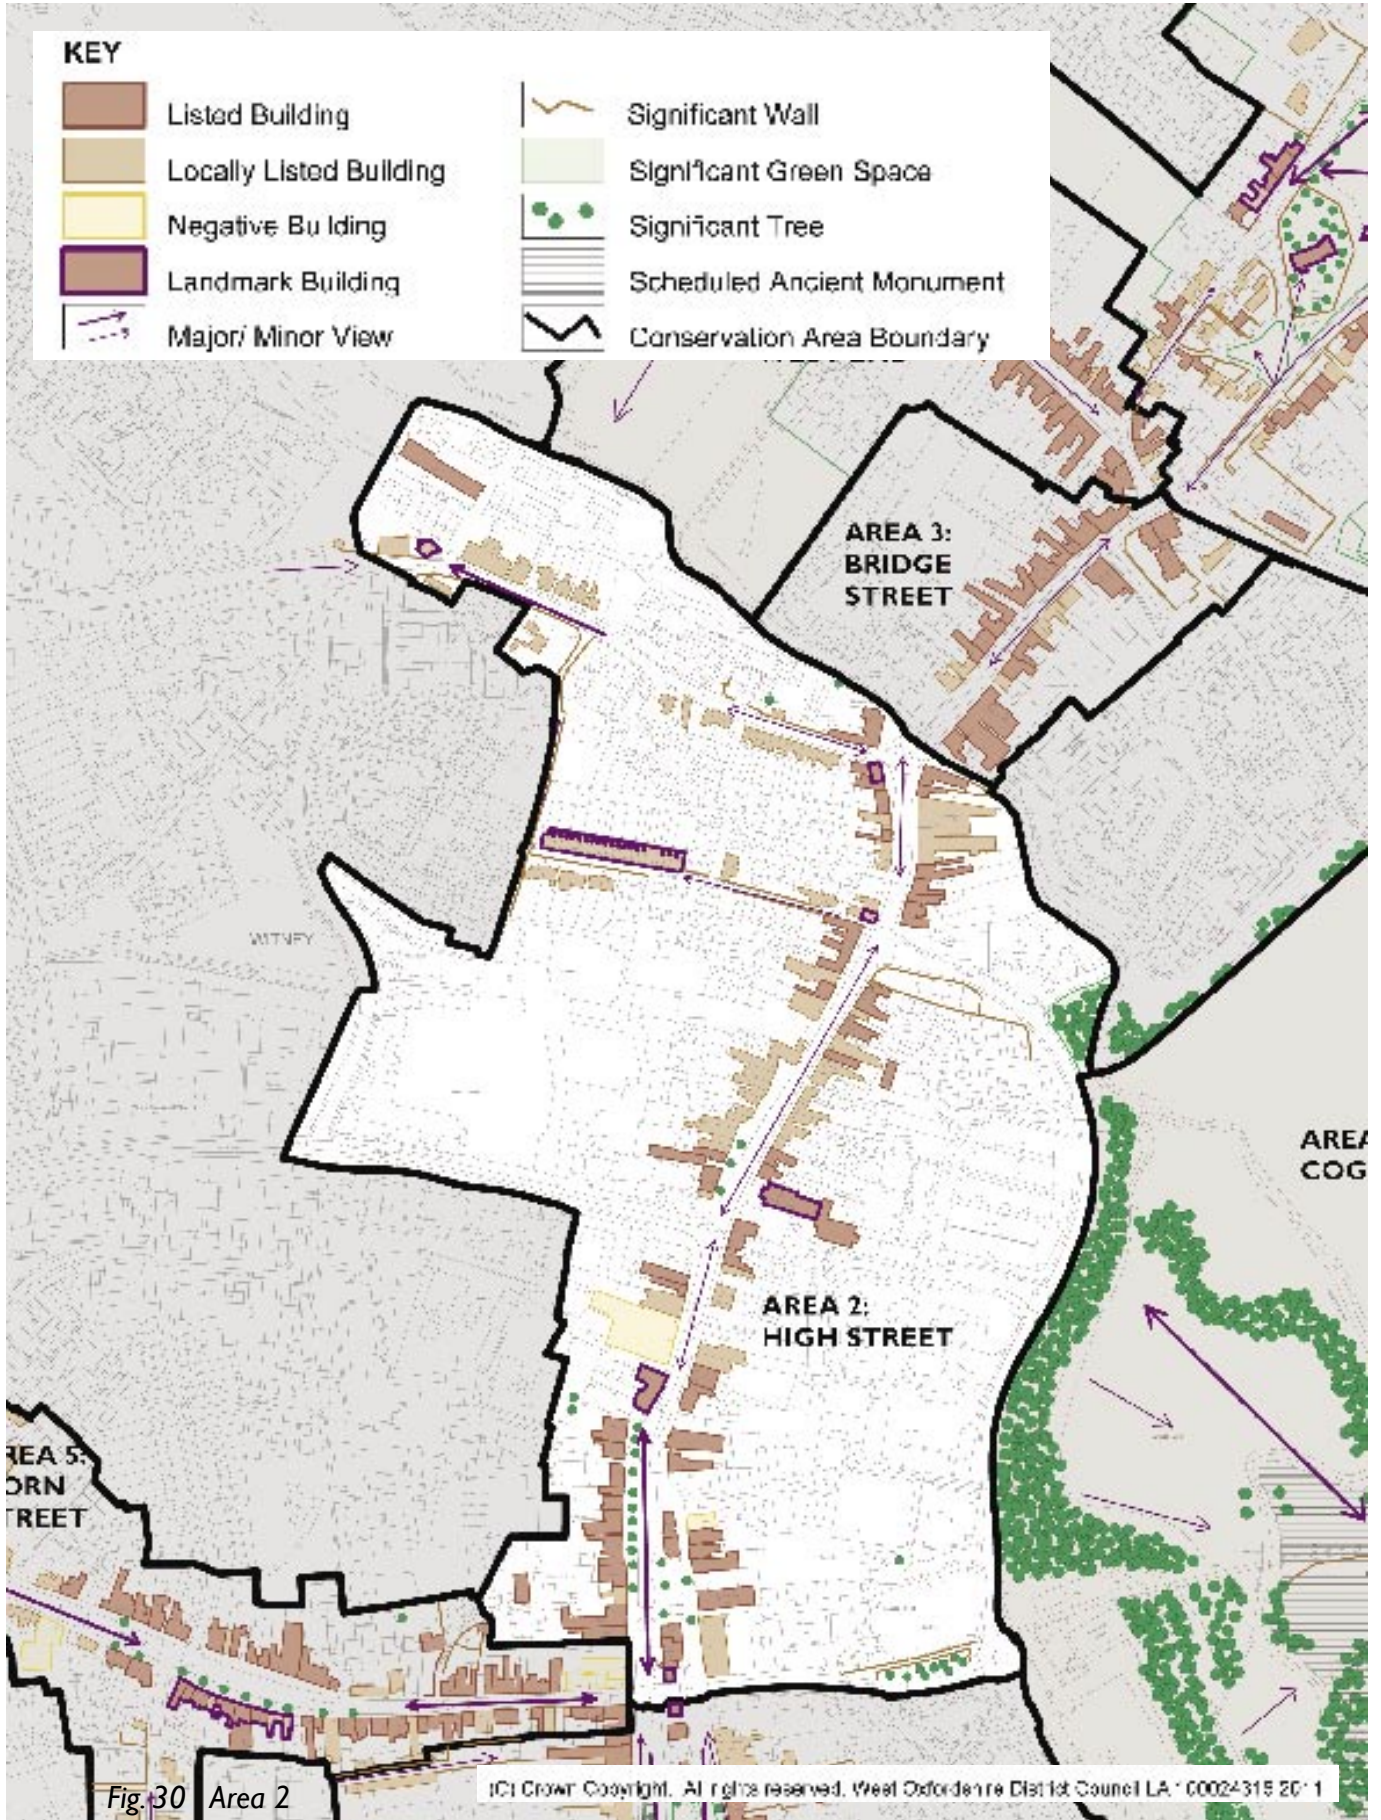 KEY
Listed Building
Locally Listed Building
Negative Building
Landmark Building
Major/ Minor View
Significant Wall
Significant Green Space
Significant Tree
Scheduled Ancient Monument
Conservation Area Boundary
AREA 3:
BRIDGE
STREET
WITNEY
AREA
COG
AREA 2:
HIGH STREET
REA 5:
ORN
TREET
Fig. 30 Area 2
(C) Crown Copyright. All rights reserved. West Oxfordshire District Council LA 100024316 2011